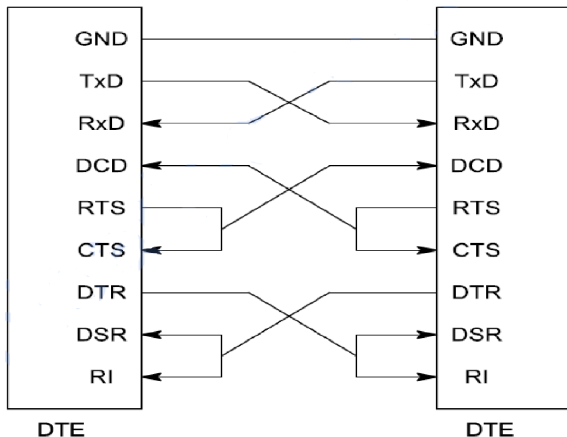 GND GND
TxD TxD
RxD RxD
DCD DCD
RTS RTS
CTS CTS
DTR DTR
DSR DSR
RI RI
DTE DTE